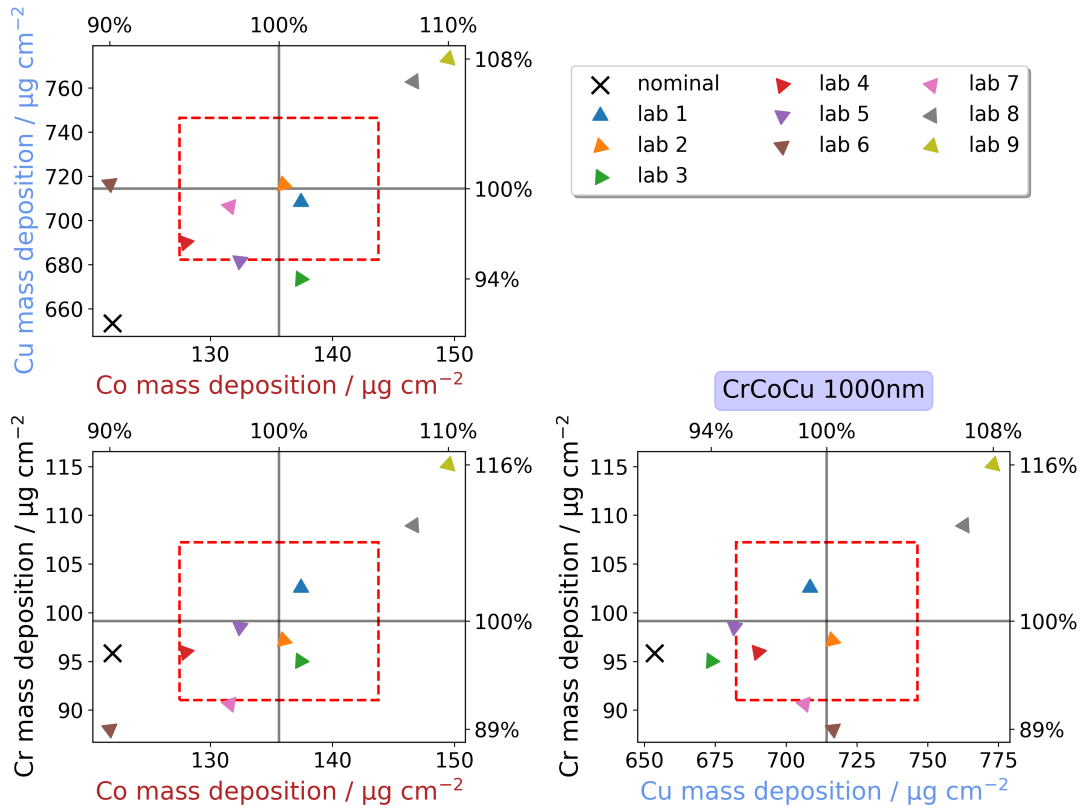 90% 100% 110%
Cu mass deposition / µg cm⁻²
760
740
720
700
680
660
108%
100%
94%
130 140 150
Co mass deposition / µg cm⁻²
nominal
lab 1
lab 2
lab 3
lab 4
lab 5
lab 6
lab 7
lab 8
lab 9
90% 100% 110%
Cr mass deposition / µg cm⁻²
115
110
105
100
95
90
116%
100%
89%
130 140 150
Co mass deposition / µg cm⁻²
CrCoCu 1000nm
94% 100% 108%
Cr mass deposition / µg cm⁻²
115
110
105
100
95
90
116%
100%
89%
650 675 700 725 750 775
Cu mass deposition / µg cm⁻²